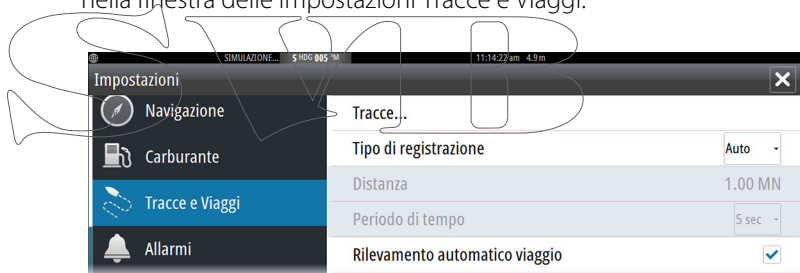 nella finestra delle impostazioni Tracce e Viaggi.
SIMULAZIONE... S HDG 005 °M 11:14:22 am 4.9 m
Impostazioni
Navigazione
Carburante
Tracce e Viaggi
Allarmi
Tracce...
Tipo di registrazione Auto
Distanza 1.00 MN
Periodo di tempo 5 sec
Rilevamento automatico viaggio
SVB